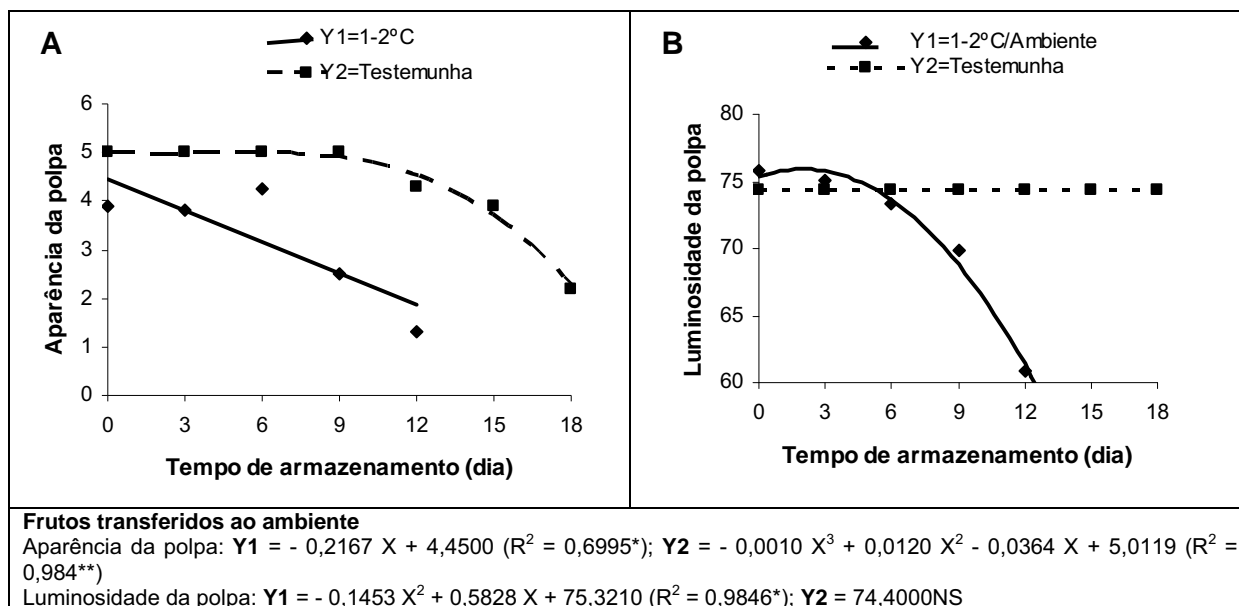 A
Y1=1-2ºC
Y2=Testemunha
Aparência da polpa
6
5
4
3
2
1
0
0 3 6 9 12 15 18
Tempo de armazenamento (dia)
B
Y1=1-2ºC/Ambiente
Y2=Testemunha
Luminosidade da polpa
80
75
70
65
60
0 3 6 9 12 15 18
Tempo de armazenamento (dia)
Frutos transferidos ao ambiente
Aparência da polpa: Y1 = - 0,2167 X + 4,4500 (R² = 0,6995*); Y2 = - 0,0010 X³ + 0,0120 X² - 0,0364 X + 5,0119 (R² =
0,984**)
Luminosidade da polpa: Y1 = - 0,1453 X² + 0,5828 X + 75,3210 (R² = 0,9846*); Y2 = 74,4000NS